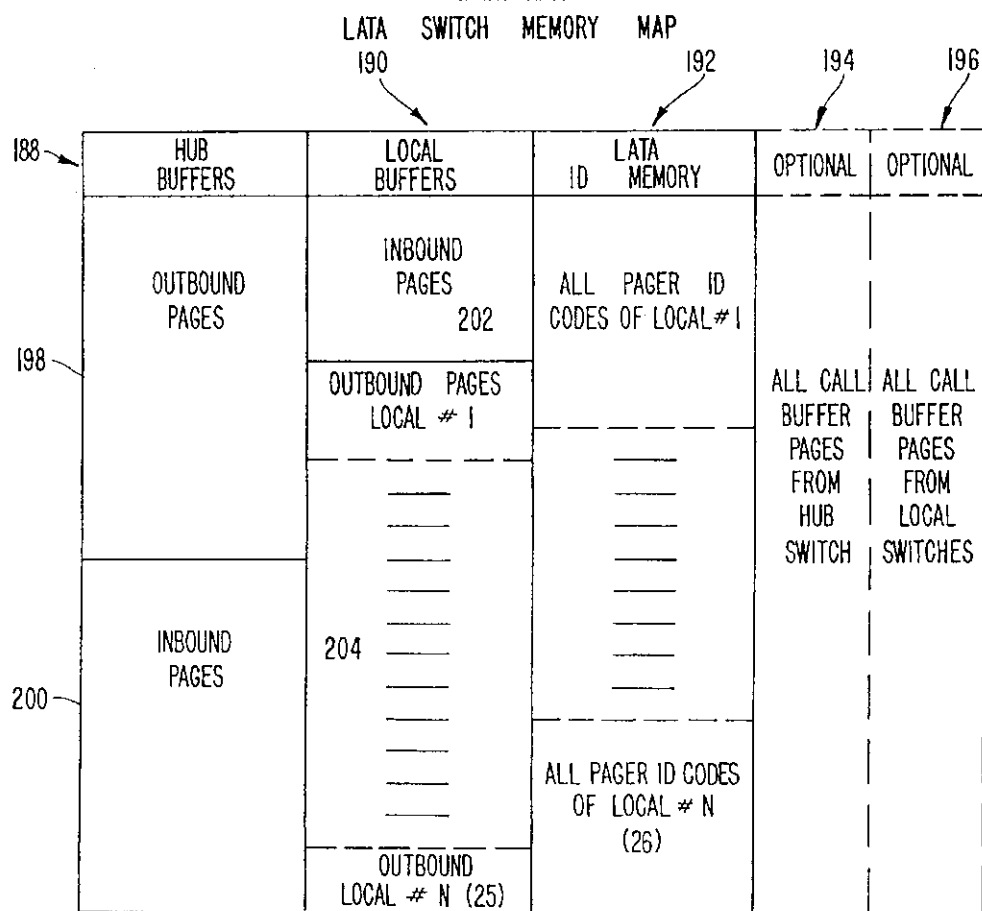 LATA SWITCH MEMORY MAP
190
192
194
196
188
HUB
BUFFERS
LOCAL
BUFFERS
LATA
ID MEMORY
OPTIONAL
OPTIONAL
OUTBOUND
PAGES
198
INBOUND
PAGES
200
INBOUND
PAGES
202
OUTBOUND PAGES
LOCAL # 1
204
OUTBOUND
LOCAL # N (25)
ALL PAGER ID
CODES OF LOCAL # 1
ALL PAGER ID CODES
OF LOCAL # N
(26)
ALL CALL
BUFFER
PAGES
FROM
HUB
SWITCH
ALL CALL
BUFFER
PAGES
FROM
LOCAL
SWITCHES